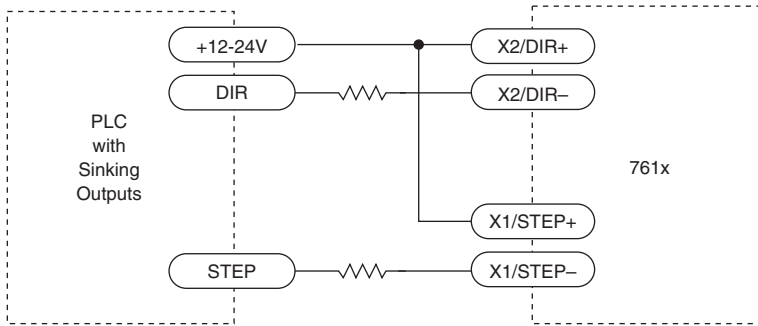 +12-24V
X2/DIR+
DIR
X2/DIR–
PLC
with
Sinking
Outputs
761x
X1/STEP+
STEP
X1/STEP–